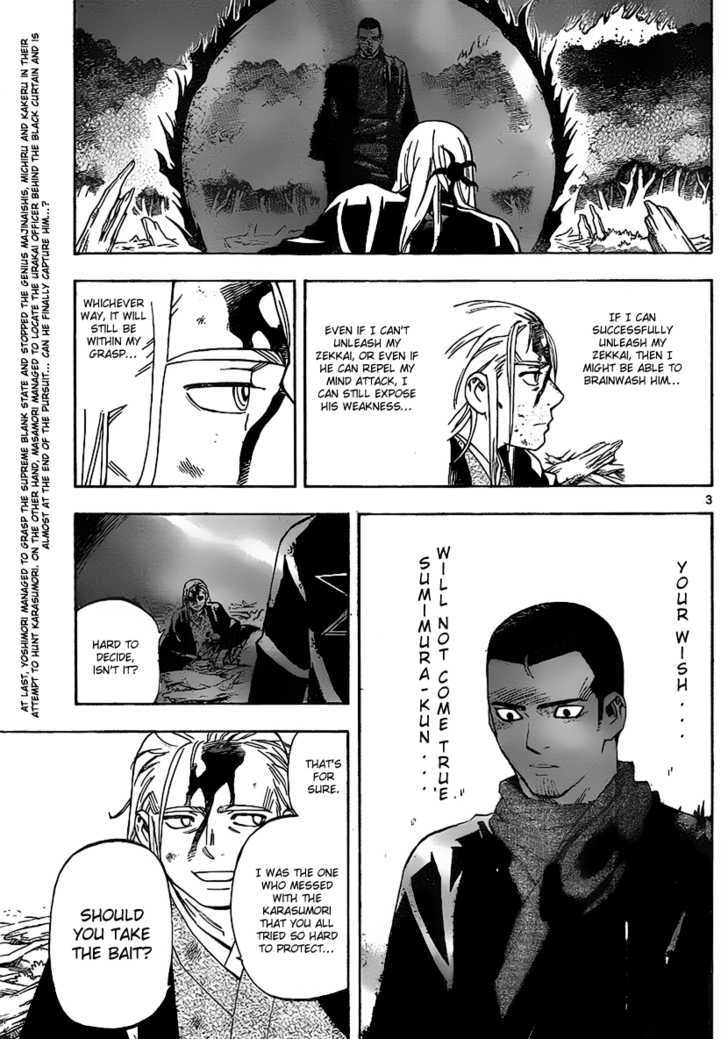 AT LAST, YOSHIMORI MANAGED TO GRASP THE SUPREME BLANK STATE AND STOPPED THE GENIUS MAJINAISHIS, MICHIRU AND KAKERU IN THEIR
ATTEMPT TO HUNT KARASUMORI. ON THE OTHER HAND, MASAMORI MANAGED TO LOCATE THE URAKAI OFFICER BEHIND THE BLACK CURTAIN AND IS
ALMOST AT THE END OF THE PURSUIT... CAN HE FINALLY CAPTURE HIM...?
IF I CAN
SUCCESSFULLY
UNLEASH MY
ZEKKAI, THEN I
MIGHT BE ABLE TO
BRAINWASH HIM...
EVEN IF I CAN'T
UNLEASH MY
ZEKKAI, OR EVEN IF
HE CAN REPEL MY
MIND ATTACK, I
CAN STILL EXPOSE
HIS WEAKNESS...
WHICHEVER
WAY, IT WILL
STILL BE
WITHIN MY
GRASP...
3
YOUR WISH...
WILL NOT COME TRUE,
SUMIMURA-KUN...
HARD TO
DECIDE,
ISN'T IT?
THAT'S
FOR
SURE.
I WAS THE ONE
WHO MESSED
WITH THE
KARASUMORI
THAT YOU ALL
TRIED SO HARD
TO PROTECT...
SHOULD
YOU TAKE
THE BAIT?